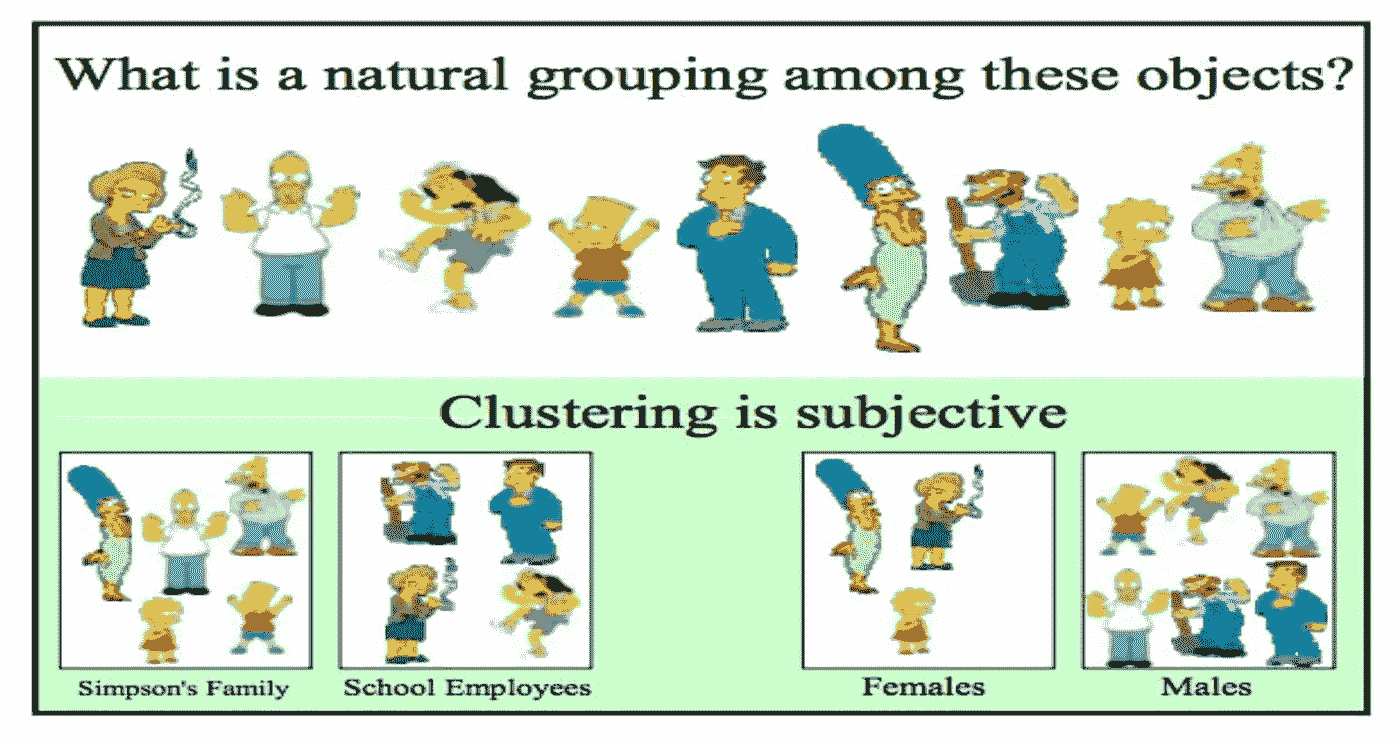 What is a natural grouping among these objects?
Clustering is subjective
Simpson's Family
School Employees
Females
Males